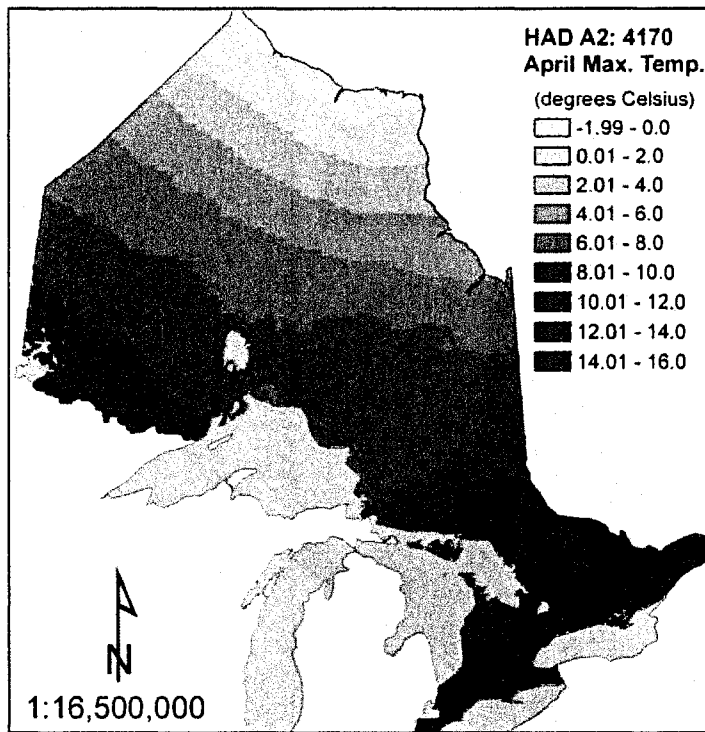 HAD A2: 4170
April Max. Temp.
(degrees Celsius)
-1.99 - 0.0
0.01 - 2.0
2.01 - 4.0
4.01 - 6.0
6.01 - 8.0
8.01 - 10.0
10.01 - 12.0
12.01 - 14.0
14.01 - 16.0
N
1:16,500,000